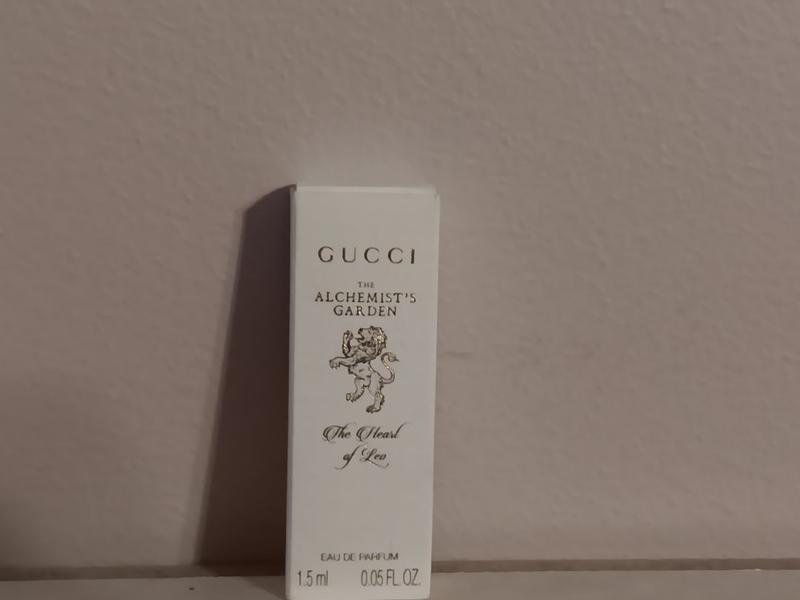 GUCCI
THE
ALCHEMIST'S
GARDEN
The Heart
of Leo
EAU DE PARFUM
1.5 ml 0.05 FL. OZ.